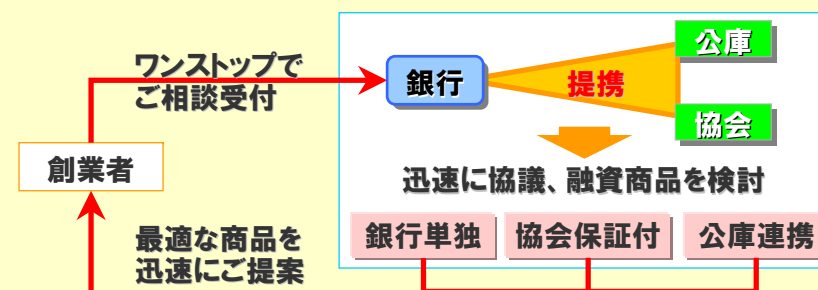 ワンストップで
ご相談受付
銀行
提携
公庫
協会
創業者
迅速に協議、融資商品を検討
最適な商品を
迅速にご提案
銀行単独
協会保証付
公庫連携